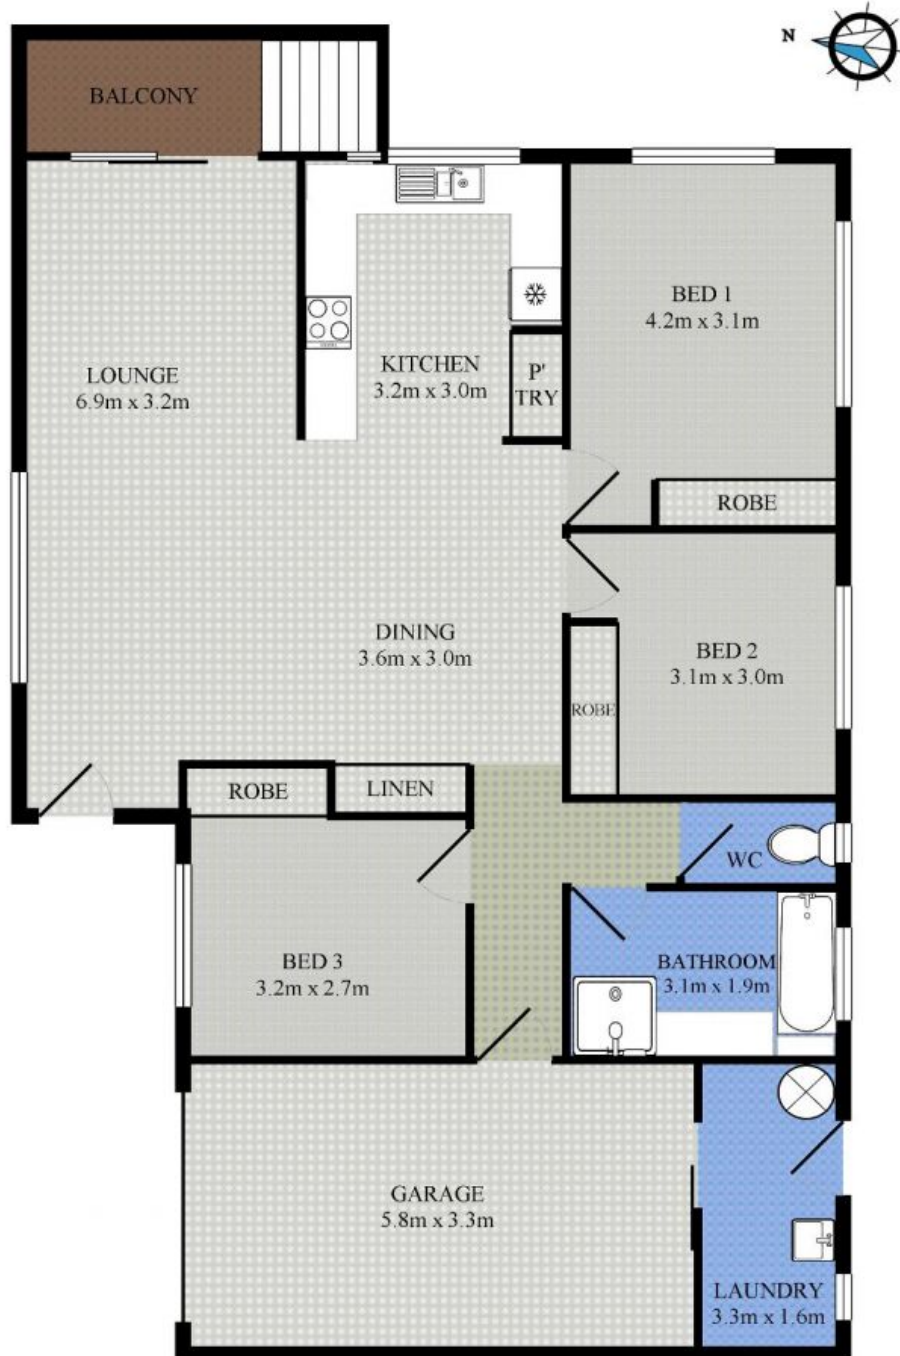 N
BALCONY
BED 1
4.2m x 3.1m
LOUNGE
6.9m x 3.2m
KITCHEN
3.2m x 3.0m
P'
TRY
ROBE
DINING
3.6m x 3.0m
BED 2
3.1m x 3.0m
ROBE
ROBE
LINEN
WC
BED 3
3.2m x 2.7m
BATHROOM
3.1m x 1.9m
GARAGE
5.8m x 3.3m
LAUNDRY
3.3m x 1.6m